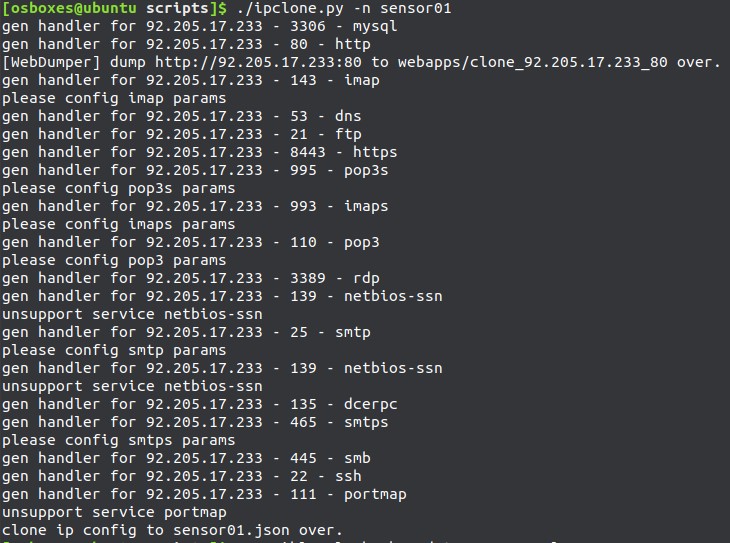 [osboxes@ubuntu scripts]$ ./ipclone.py -n sensor01
gen handler for 92.205.17.233 - 3306 - mysql
gen handler for 92.205.17.233 - 80 - http
[WebDumper] dump http://92.205.17.233:80 to webapps/clone_92.205.17.233_80 over.
gen handler for 92.205.17.233 - 143 - imap
please config imap params
gen handler for 92.205.17.233 - 53 - dns
gen handler for 92.205.17.233 - 21 - ftp
gen handler for 92.205.17.233 - 8443 - https
gen handler for 92.205.17.233 - 995 - pop3s
please config pop3s params
gen handler for 92.205.17.233 - 993 - imaps
please config imaps params
gen handler for 92.205.17.233 - 110 - pop3
please config pop3 params
gen handler for 92.205.17.233 - 3389 - rdp
gen handler for 92.205.17.233 - 139 - netbios-ssn
unsupport service netbios-ssn
gen handler for 92.205.17.233 - 25 - smtp
please config smtp params
gen handler for 92.205.17.233 - 139 - netbios-ssn
unsupport service netbios-ssn
gen handler for 92.205.17.233 - 135 - dcerpc
gen handler for 92.205.17.233 - 465 - smtps
please config smtps params
gen handler for 92.205.17.233 - 445 - smb
gen handler for 92.205.17.233 - 22 - ssh
gen handler for 92.205.17.233 - 111 - portmap
unsupport service portmap
clone ip config to sensor01.json over.